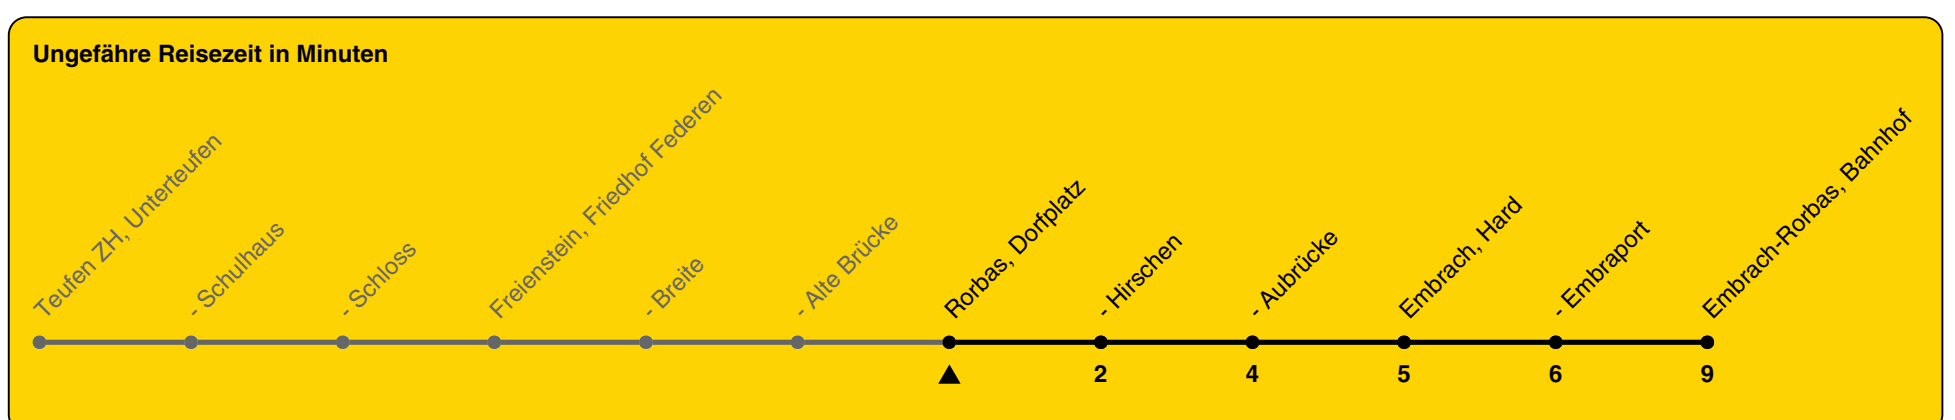 Ungefähre Reisezeit in Minuten
Teufen ZH, Unterteufen
- Schulhaus
- Schloss
Freienstein, Friedhof Federen
- Breite
- Alte Brücke
Rorbas, Dorfplatz
- Hirschen
- Aubrücke
Embrach, Hard
- Embraport
Embrach-Rorbas, Bahnhof
2 4 5 6 9